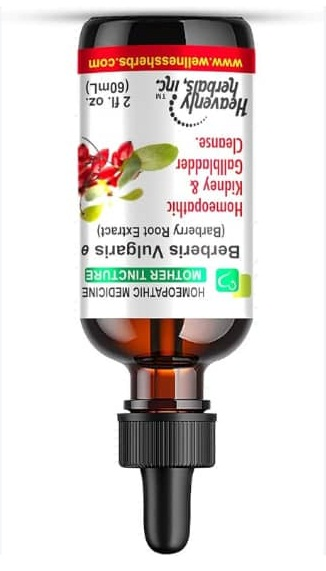 HOMEOPATHIC MEDICINE
MOTHER TINCTURE
Berberis Vulgaris θ
(Barberry Root Extract)
Homeopathic
Kidney &
Gallbladder
Cleanse.
Heavenly
herbals, inc.™
2 fl. oz.
(60mL)
www.wellnessherbs.com